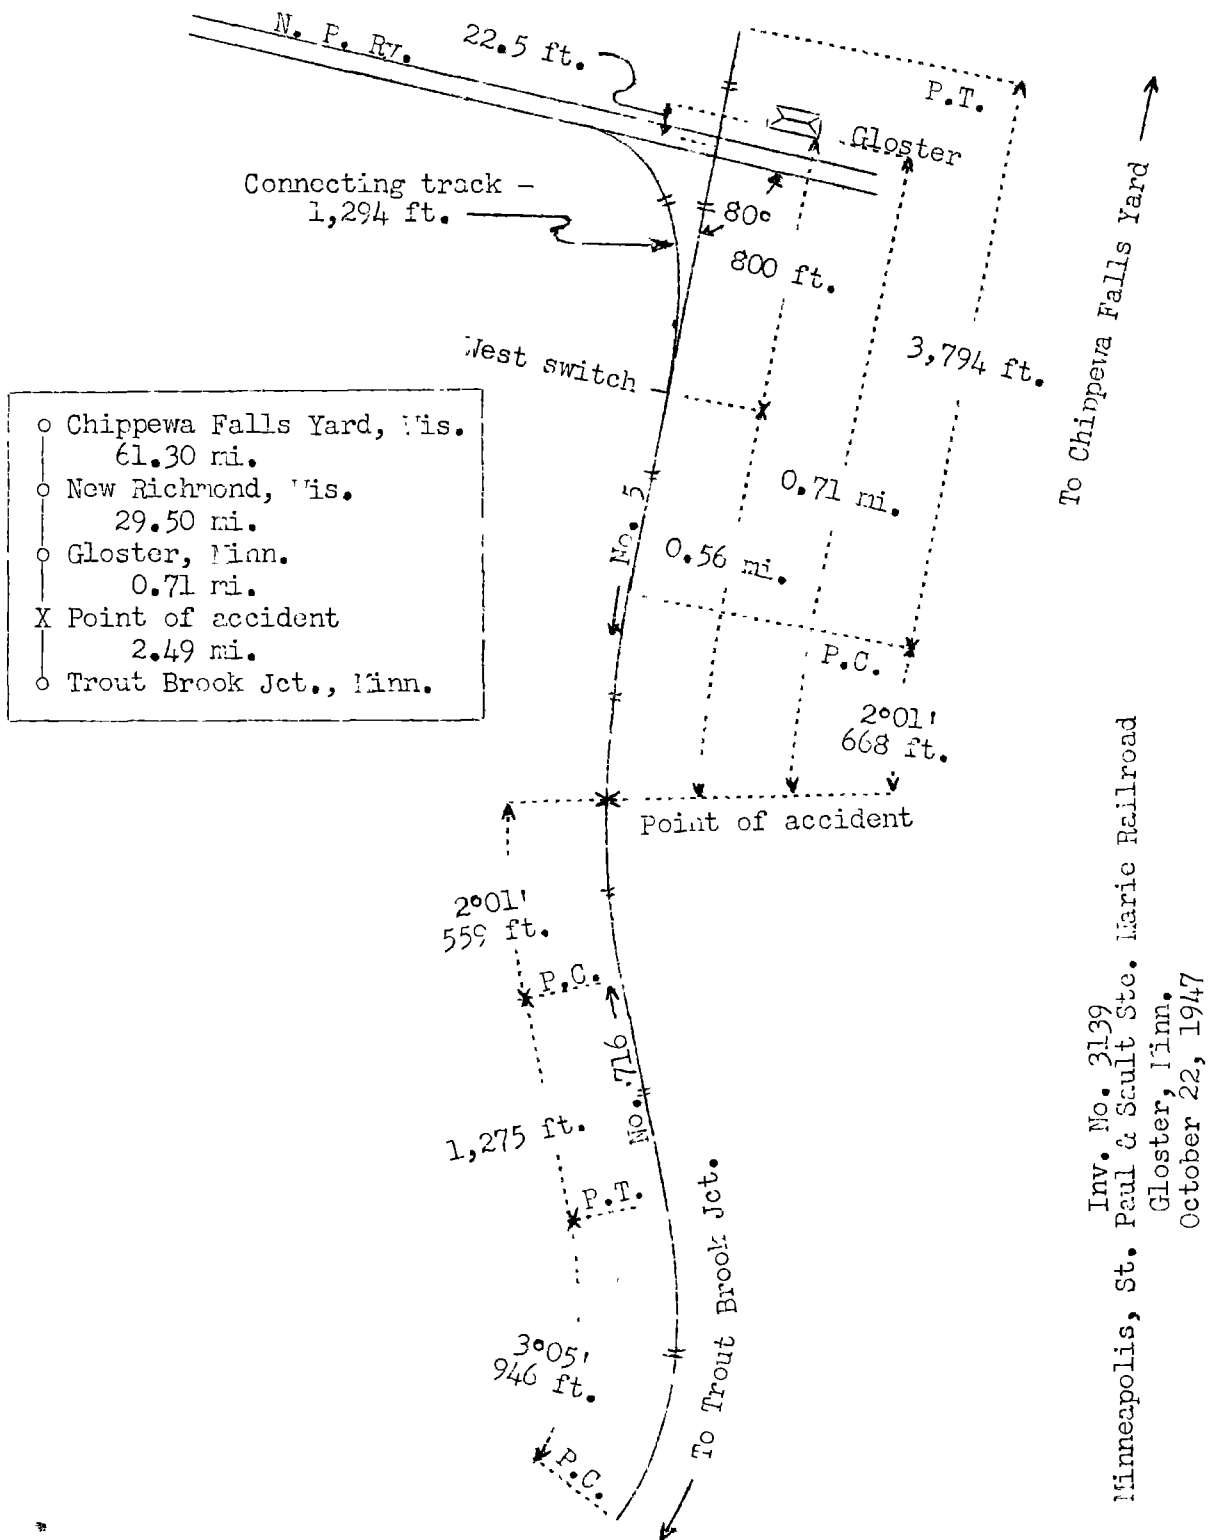 N. P. Ry.
22.5 ft.
P.T.
Gloster
Connecting track -
1,294 ft.
80°
800 ft.
To Chippewa Falls Yard
West switch
3,794 ft.
Chippewa Falls Yard, Wis.
61.30 mi.
New Richmond, Wis.
29.50 mi.
Gloster, Minn.
0.71 mi.
X Point of accident
2.49 mi.
Trout Brook Jct., Minn.
No. 5
0.71 mi.
0.56 mi.
P.C.
2°01'
668 ft.
Point of accident
2°01'
559 ft.
P.C.
No. 716
1,275 ft.
P.T.
3°05'
946 ft.
P.C.
To Trout Brook Jct.
Inv. No. 3139
Minneapolis, St. Paul & Sault Ste. Marie Railroad
Gloster, Minn.
October 22, 1947